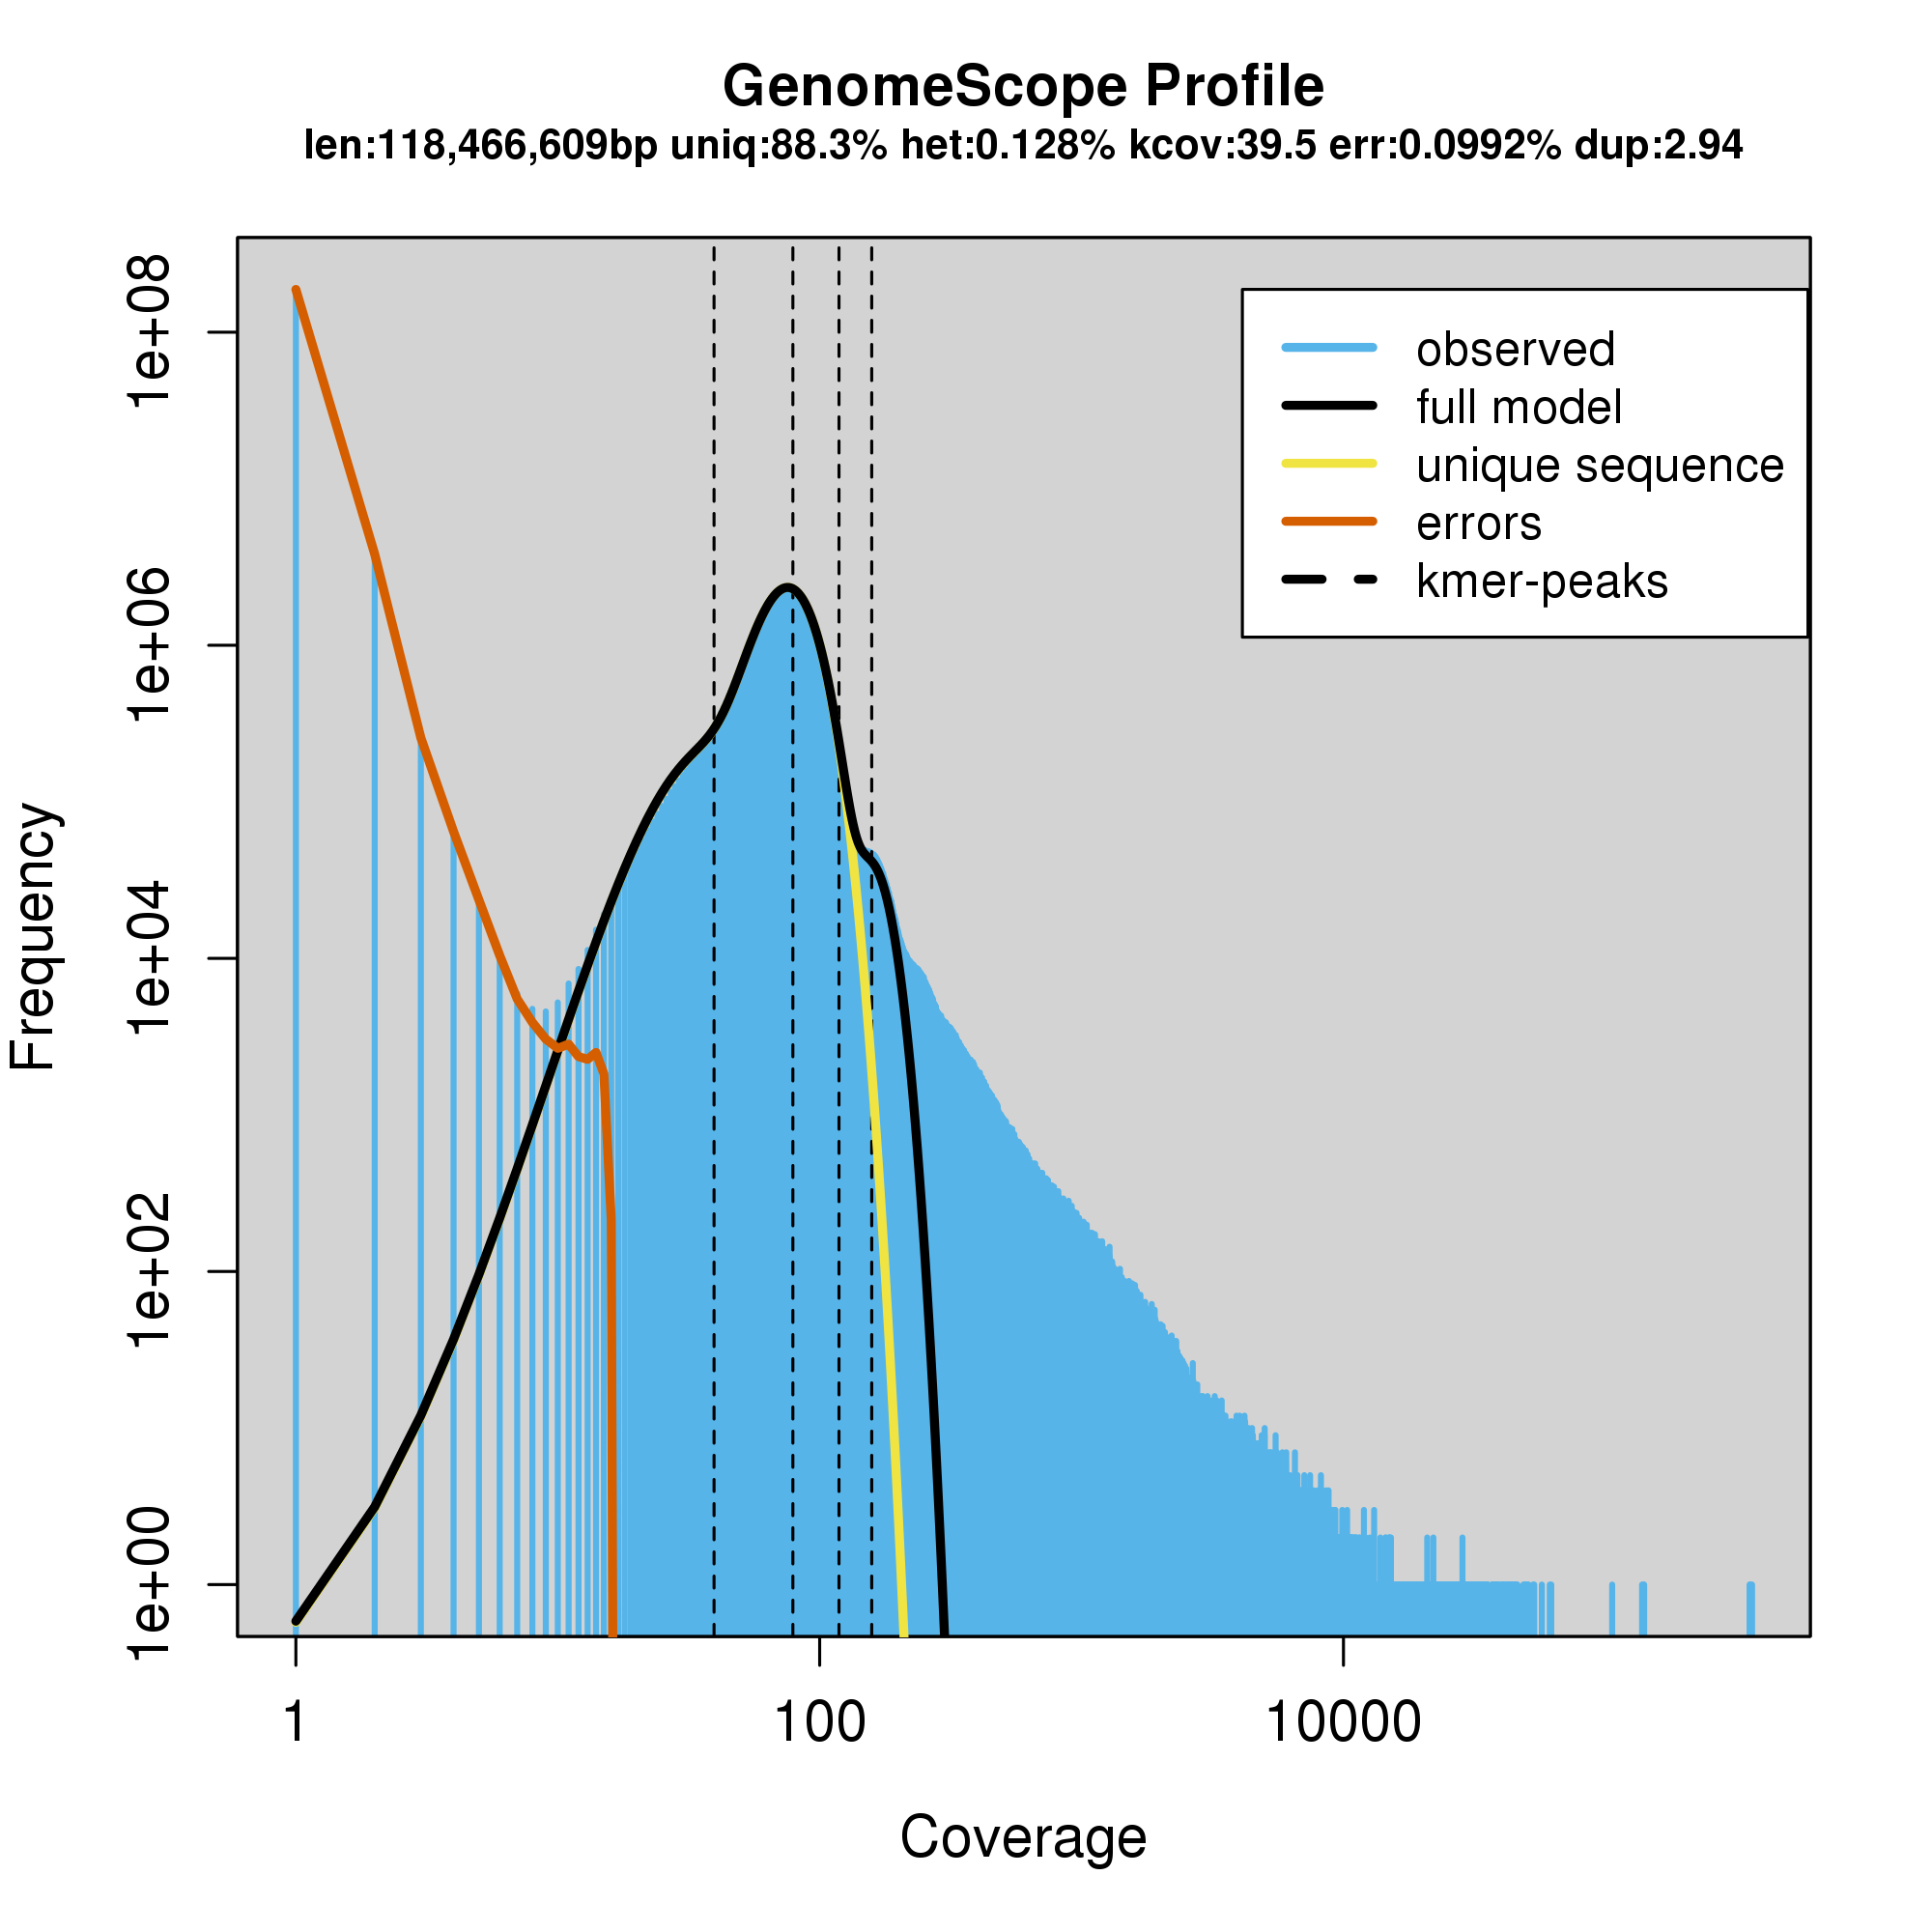 GenomeScope Profile
len:118,466,609bp uniq:88.3% het:0.128% kcov:39.5 err:0.0992% dup:2.94
observed
full model
unique sequence
errors
kmer-peaks
Frequency
1e+08
1e+06
1e+04
1e+02
1e+00
1
100
10000
Coverage